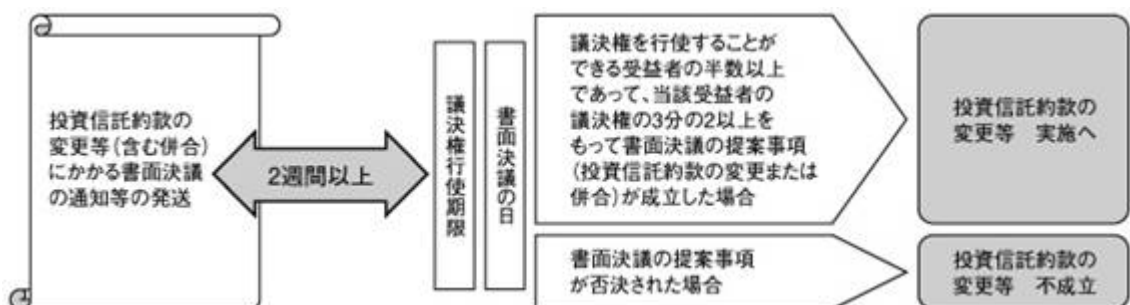 投資信託約款の
変更等(含む併合)
にかかる書面決議
の通知等の発送
2週間以上
議決権行使期限
書面決議の日
議決権を行使することが
できる受益者の半数以上
であって、当該受益者の
議決権の3分の2以上を
もって書面決議の提案事項
(投資信託約款の変更または
併合)が成立した場合
投資信託約款の
変更等 実施へ
書面決議の提案事項
が否決された場合
投資信託約款の
変更等 不成立